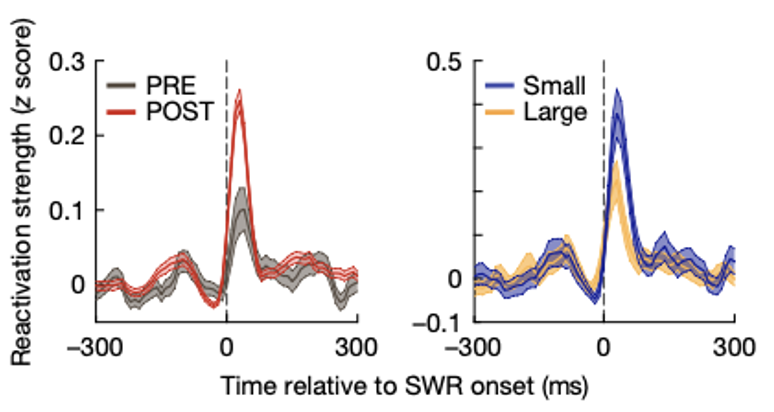 Reactivation strength (z score)
0.3
0.2
0.1
0
PRE
POST
−300
0
300
0.5
0
−0.1
Small
Large
−300
0
300
Time relative to SWR onset (ms)